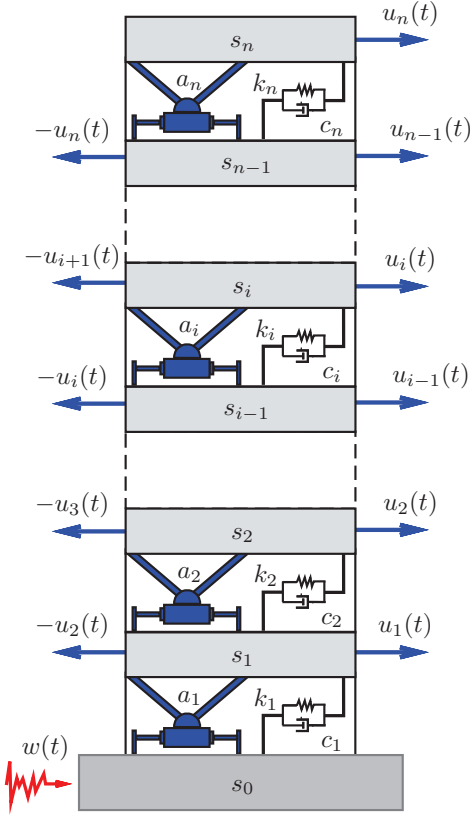 u_n(t)
s_n
a_n k_n
c_n
-u_n(t) u_{n-1}(t)
s_{n-1}
-u_{i+1}(t) u_i(t)
s_i
a_i k_i
c_i
-u_i(t) u_{i-1}(t)
s_{i-1}
-u_3(t) u_2(t)
s_2
a_2 k_2
c_2
-u_2(t) u_1(t)
s_1
a_1 k_1
c_1
w(t)
s_0